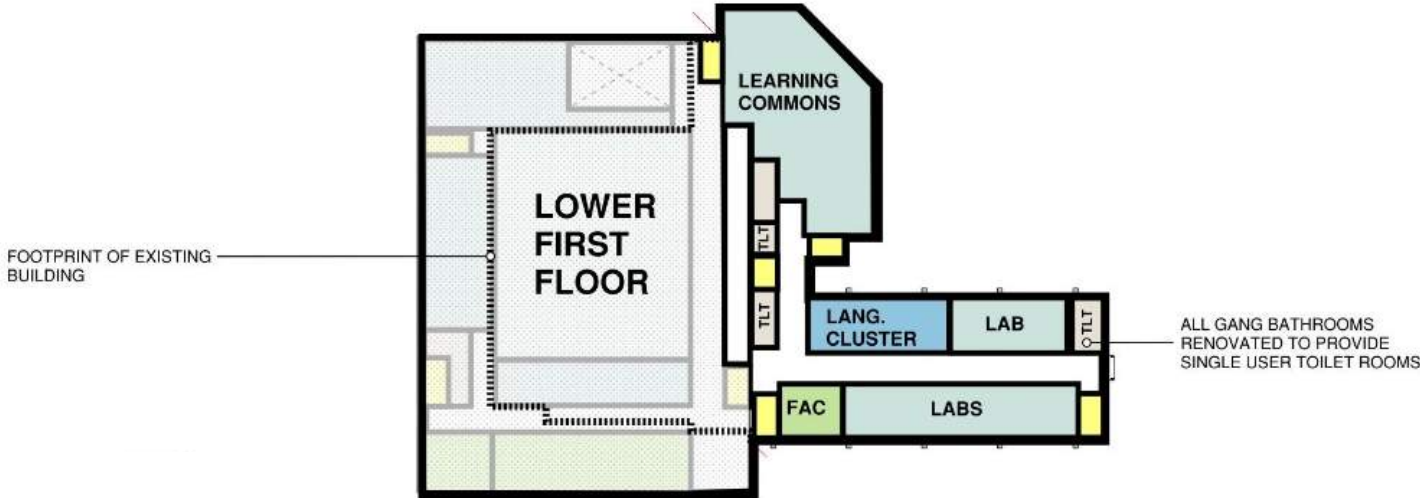 LEARNING
COMMONS
LOWER
FIRST
FLOOR
TLT
TLT
FOOTPRINT OF EXISTING
BUILDING
LANG.
CLUSTER
LAB
TLT
ALL GANG BATHROOMS
RENOVATED TO PROVIDE
SINGLE USER TOILET ROOMS
FAC
LABS